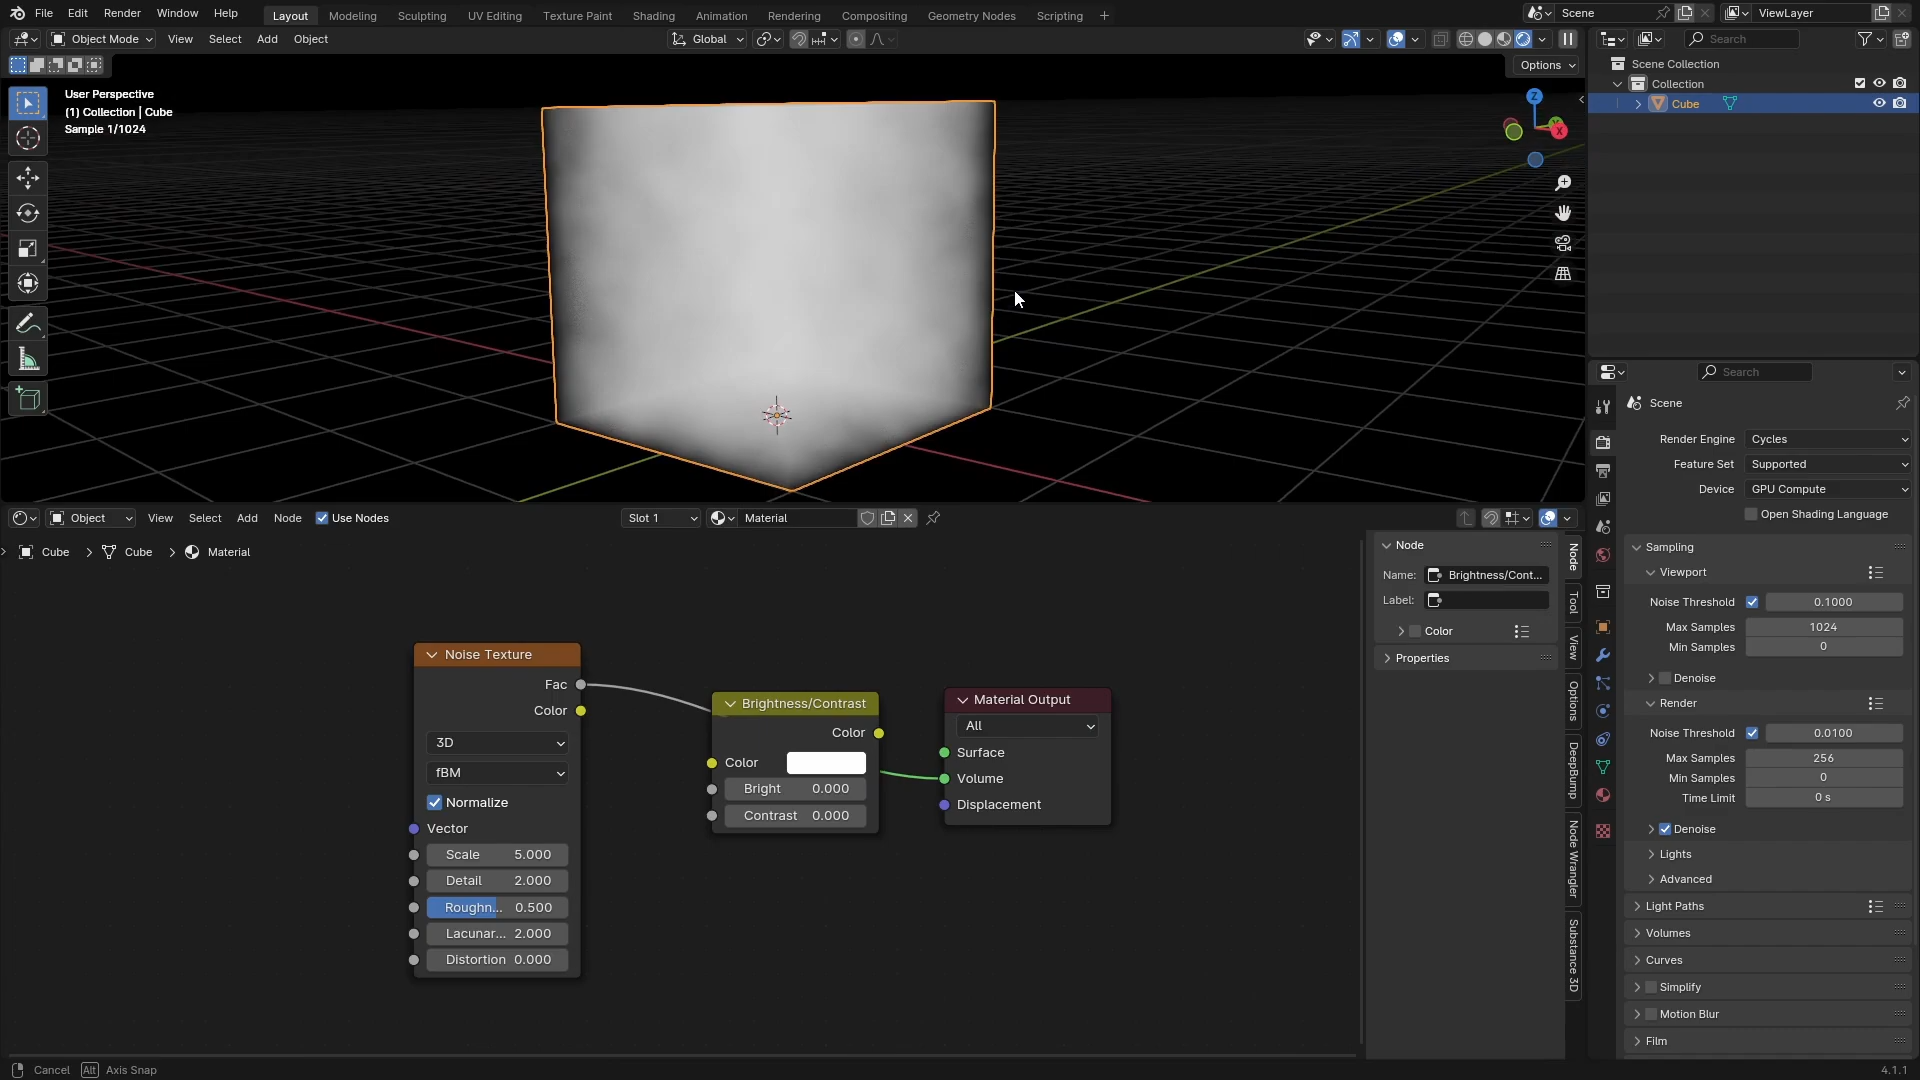 File Edit Render Window Help Layout Modeling Sculpting UV Editing Texture Paint Shading Animation Rendering Compositing Geometry Nodes Scripting + Scene ViewLayer
Object Mode View Select Add Object Global Search
Options
User Perspective
(1) Collection | Cube
Sample 1/1024
Z
X
Scene Collection
Collection
Cube
Search
Scene
Render Engine Cycles
Feature Set Supported
Device GPU Compute
Open Shading Language
Sampling
Viewport
Noise Threshold 0.1000
Max Samples 1024
Min Samples 0
Denoise
Render
Noise Threshold 0.0100
Max Samples 256
Min Samples 0
Time Limit 0 s
Denoise
Lights
Advanced
Light Paths
Volumes
Curves
Simplify
Motion Blur
Film
Object View Select Add Node Use Nodes Slot 1 Material
Cube > Cube > Material
Noise Texture
Fac
Color
3D
fBM
Normalize
Vector
Scale 5.000
Detail 2.000
Roughn... 0.500
Lacunar... 2.000
Distortion 0.000
Brightness/Contrast
Color
Color
Bright 0.000
Contrast 0.000
Material Output
All
Surface
Volume
Displacement
Node
Name: Brightness/Cont...
Label:
Color
Properties
Node
Tool
View
Options
DeepBump
Node Wrangler
Substance 3D
Cancel Alt Axis Snap
4.1.1